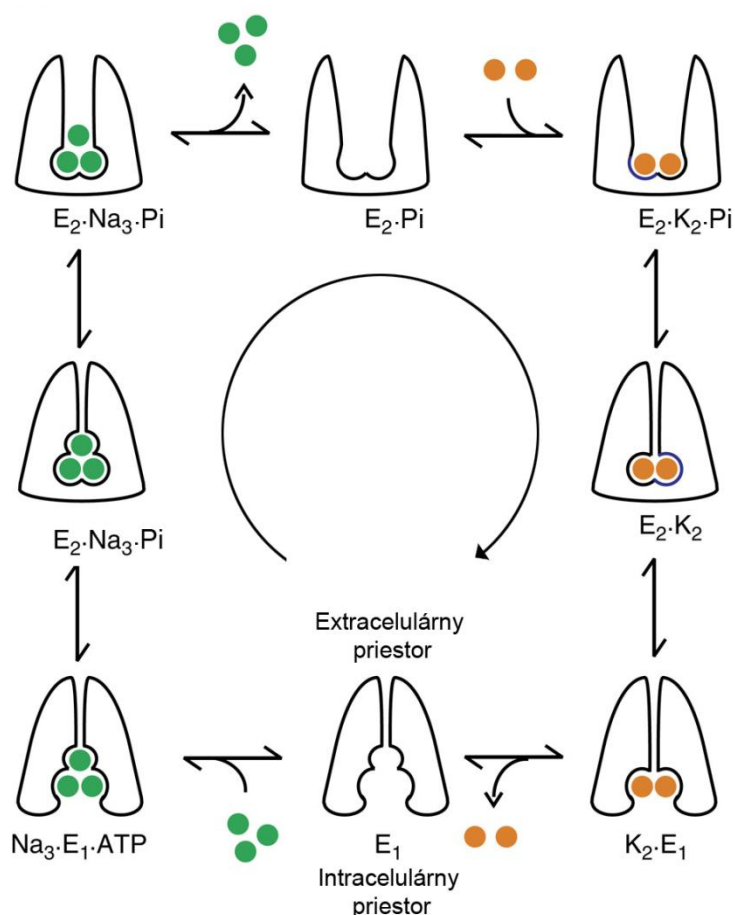 E₂·Na₃·Pi
E₂·Pi
E₂·K₂·Pi
E₂·Na₃·Pi
E₂·K₂
Extracelulárny
priestor
Na₃·E₁·ATP
E₁
K₂·E₁
Intracelulárny
priestor